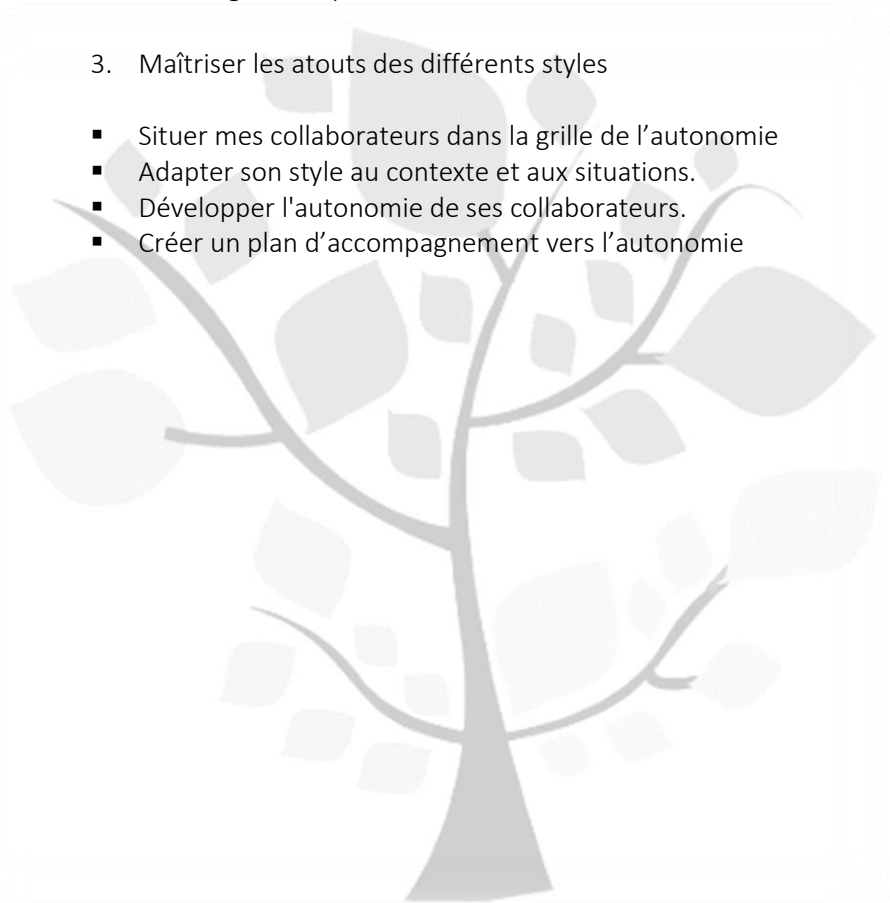 3. Maîtriser les atouts des différents styles
▪ Situer mes collaborateurs dans la grille de l’autonomie
▪ Adapter son style au contexte et aux situations.
▪ Développer l'autonomie de ses collaborateurs.
▪ Créer un plan d’accompagnement vers l’autonomie